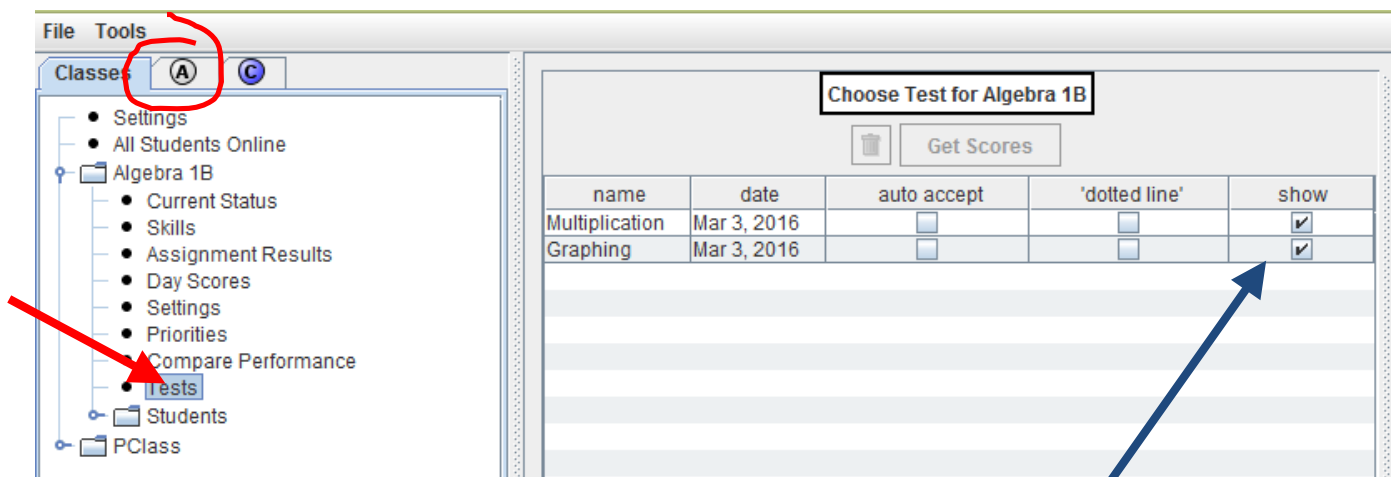 File Tools
Classes A C
Settings
All Students Online
Algebra 1B
Current Status
Skills
Assignment Results
Day Scores
Settings
Priorities
Compare Performance
Tests
Students
PClass
Choose Test for Algebra 1B
Get Scores
name date auto accept 'dotted line' show
Multiplication Mar 3, 2016
Graphing Mar 3, 2016